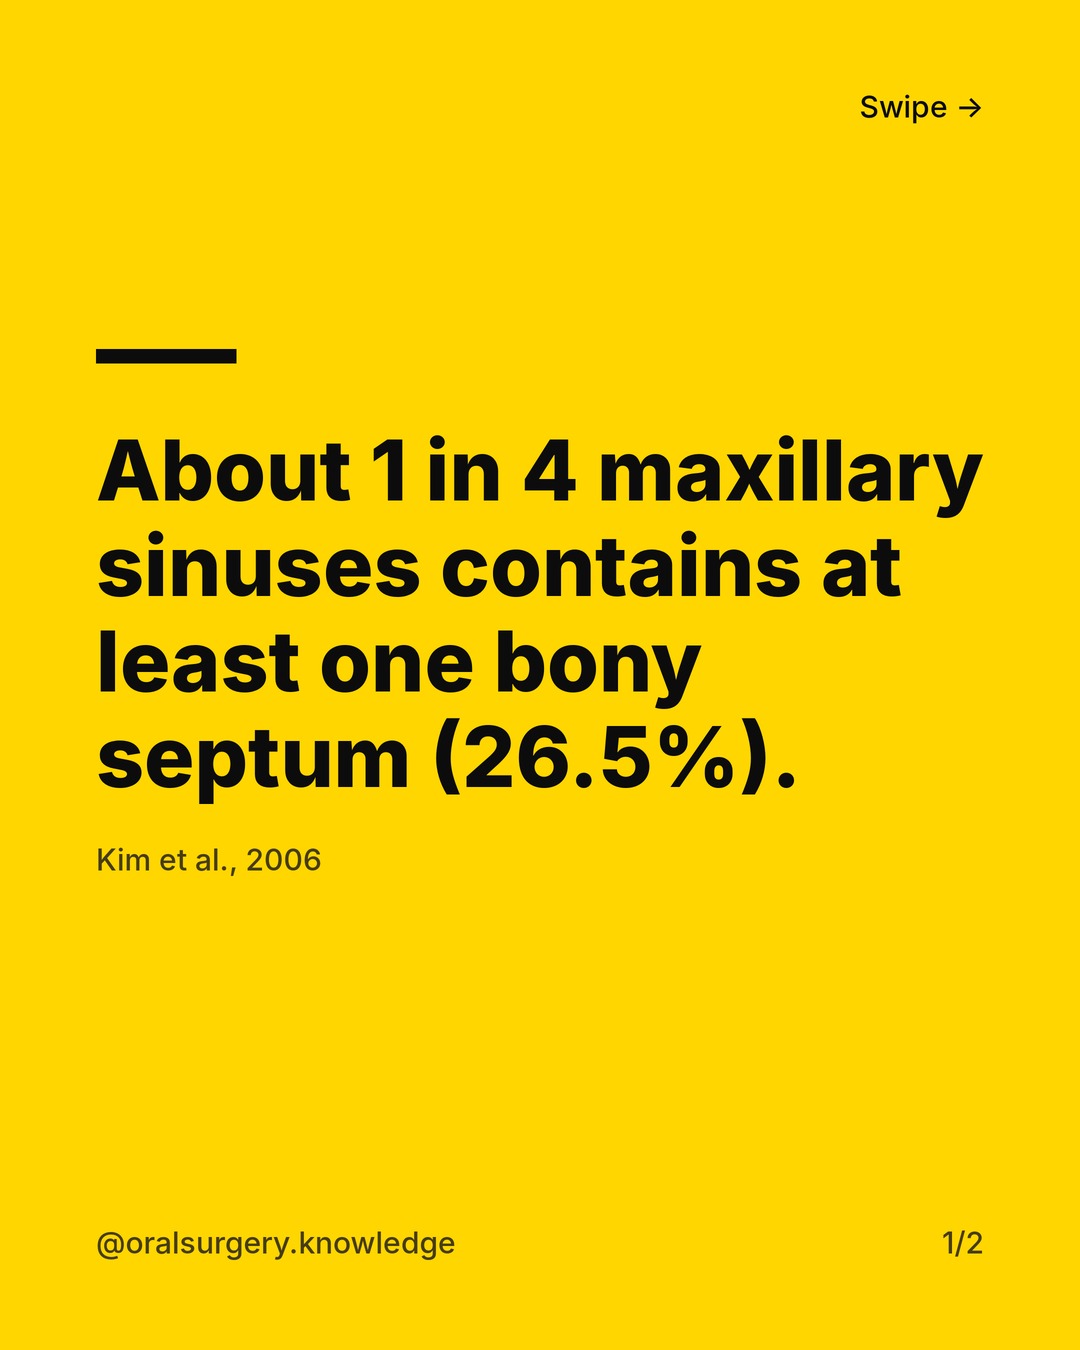 Swipe →
About 1 in 4 maxillary
sinuses contains at
least one bony
septum (26.5%).
Kim et al., 2006
@oralsurgery.knowledge
1/2